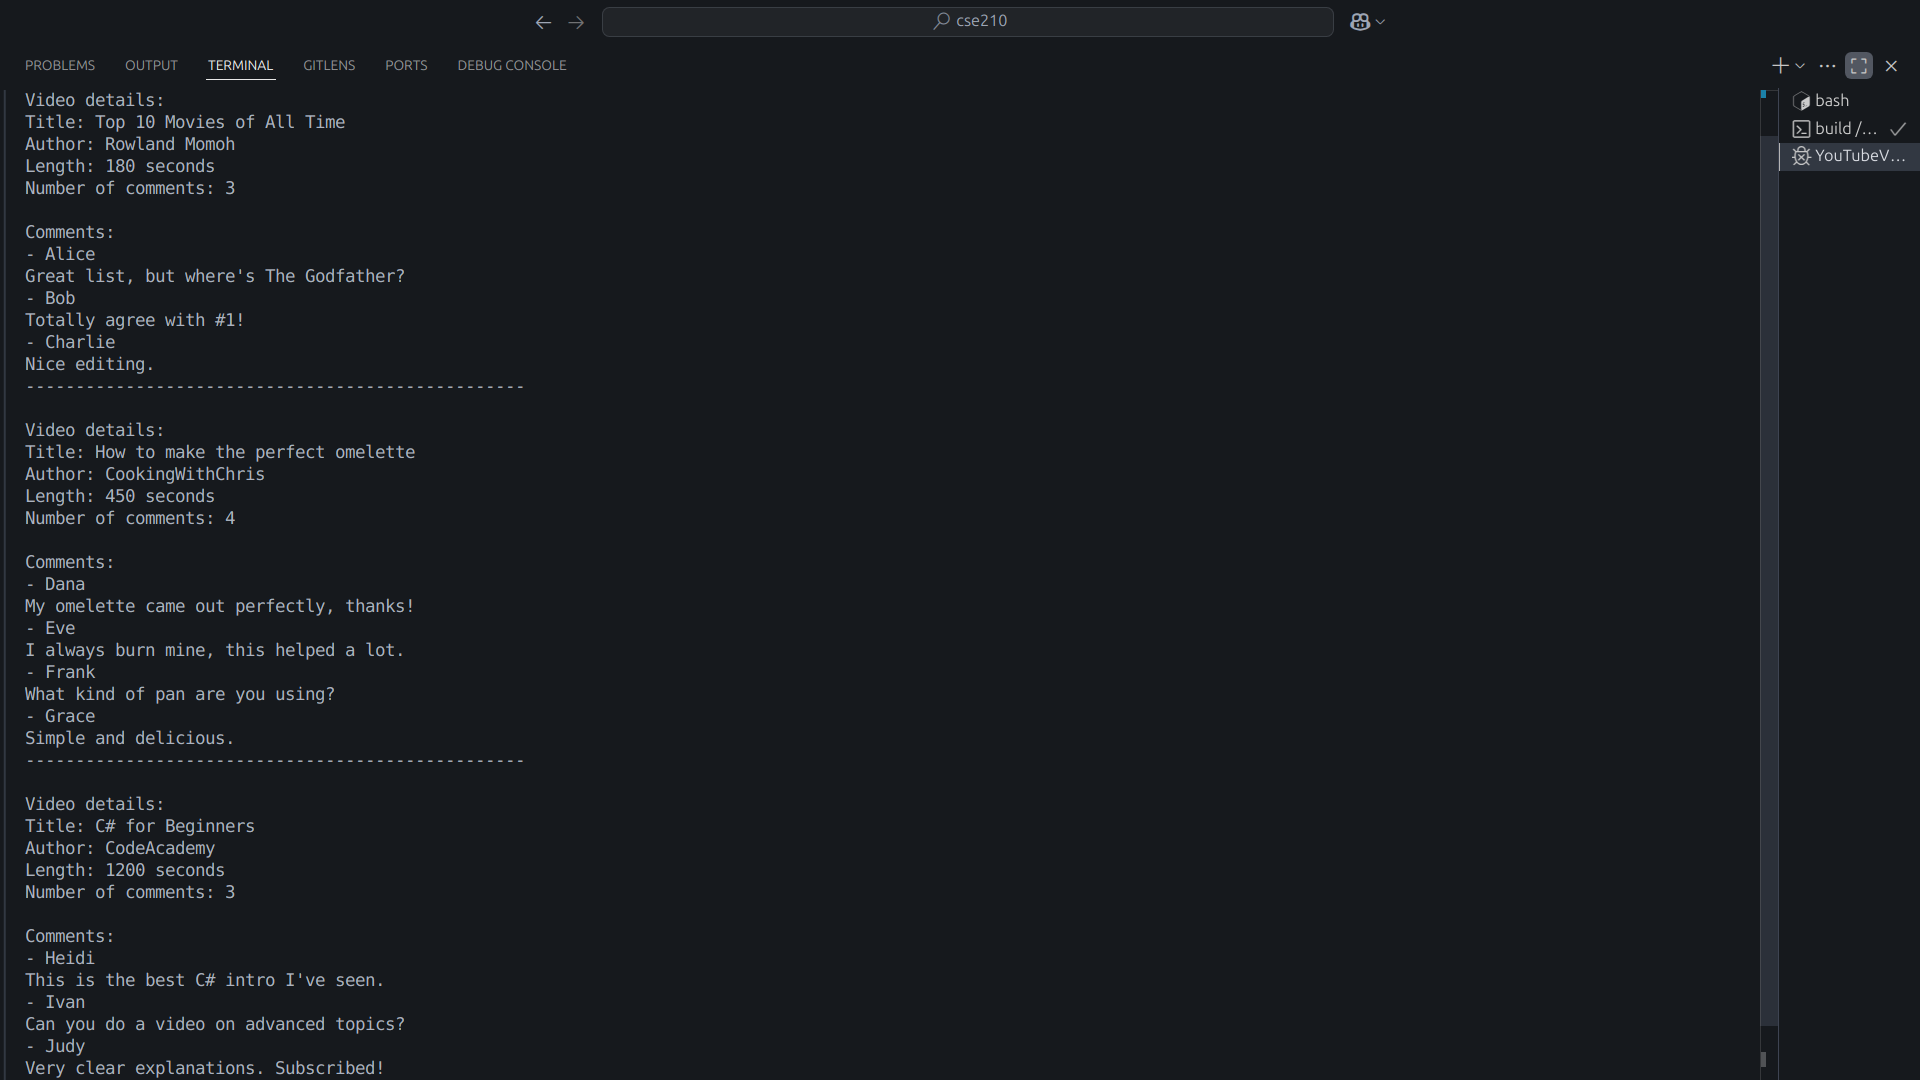 cse210
PROBLEMS OUTPUT TERMINAL GITLENS PORTS DEBUG CONSOLE
Video details:
Title: Top 10 Movies of All Time
Author: Rowland Momoh
Length: 180 seconds
Number of comments: 3
Comments:
- Alice
Great list, but where's The Godfather?
- Bob
Totally agree with #1!
- Charlie
Nice editing.
--------------------------------------------------
Video details:
Title: How to make the perfect omelette
Author: CookingWithChris
Length: 450 seconds
Number of comments: 4
Comments:
- Dana
My omelette came out perfectly, thanks!
- Eve
I always burn mine, this helped a lot.
- Frank
What kind of pan are you using?
- Grace
Simple and delicious.
--------------------------------------------------
Video details:
Title: C# for Beginners
Author: CodeAcademy
Length: 1200 seconds
Number of comments: 3
Comments:
- Heidi
This is the best C# intro I've seen.
- Ivan
Can you do a video on advanced topics?
- Judy
Very clear explanations. Subscribed!
bash
build /...
YouTubeV...